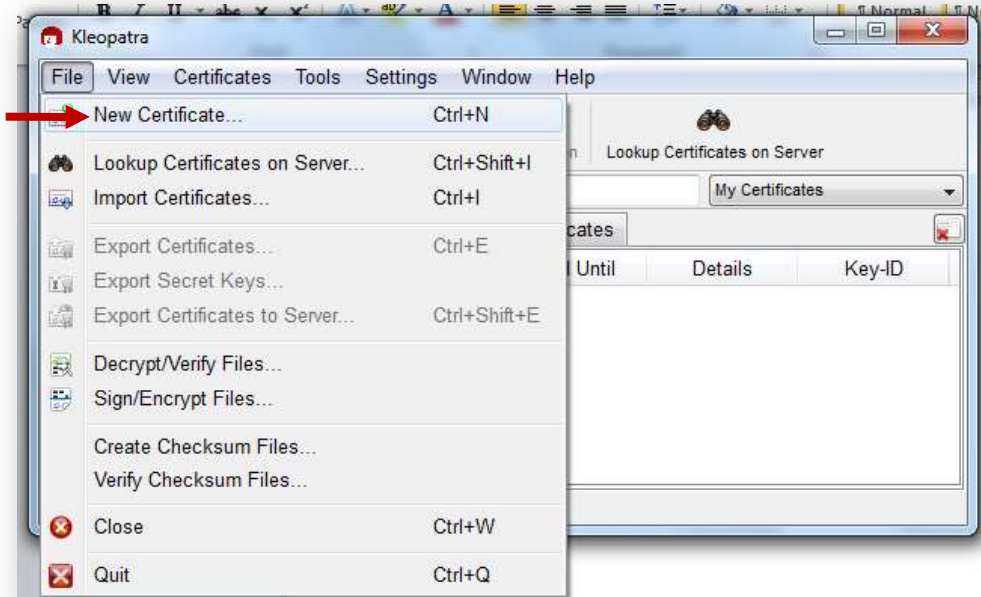 B I U abc x x² A ab A Normal
Kleopatra
File View Certificates Tools Settings Window Help
New Certificate... Ctrl+N
Lookup Certificates on Server
Lookup Certificates on Server... Ctrl+Shift+I
Import Certificates... Ctrl+I
My Certificates
cates
Export Certificates... Ctrl+E
Until Details Key-ID
Export Secret Keys...
Export Certificates to Server... Ctrl+Shift+E
Decrypt/Verify Files...
Sign/Encrypt Files...
Create Checksum Files...
Verify Checksum Files...
Close Ctrl+W
Quit Ctrl+Q